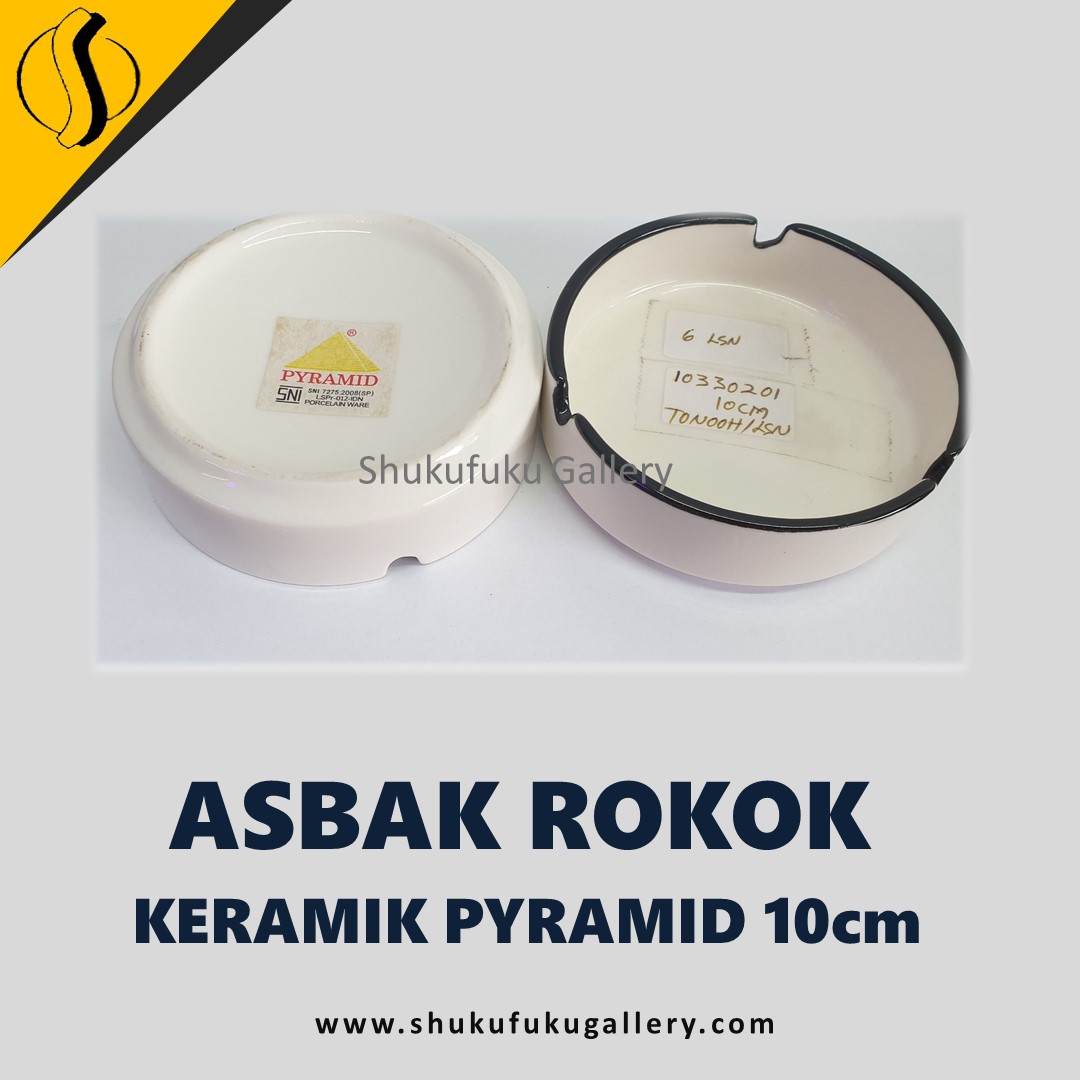 ®
PYRAMID
SNI
SNI 7275:2008(SP)
LSPr-012-IDN
PORCELAIN WARE
6 LSN
10330201
10cm
TONOOH/LSN
Shukufuku Gallery
ASBAK ROKOK
KERAMIK PYRAMID 10cm
www.shukufukugallery.com